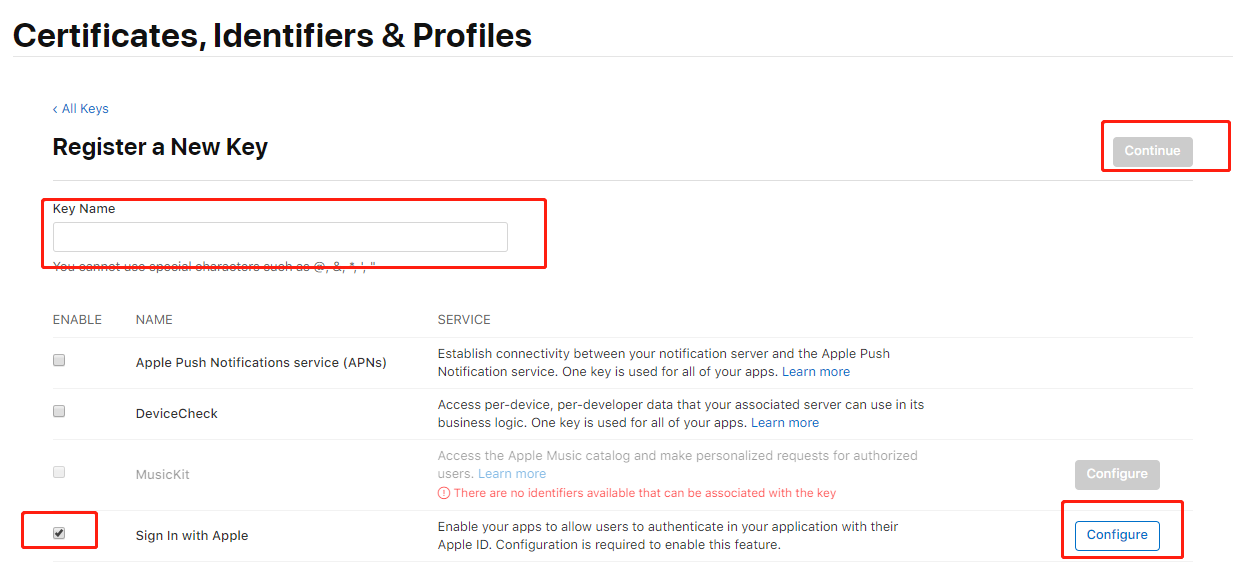 Certificates, Identifiers & Profiles
‹ All Keys
Register a New Key
Continue
Key Name
You cannot use special characters such as @, &, *, ', "
ENABLE NAME SERVICE
Apple Push Notifications service (APNs)
Establish connectivity between your notification server and the Apple Push
Notification service. One key is used for all of your apps. Learn more
DeviceCheck
Access per-device, per-developer data that your associated server can use in its
business logic. One key is used for all of your apps. Learn more
MusicKit
Access the Apple Music catalog and make personalized requests for authorized
users. Learn more
There are no identifiers available that can be associated with the key
Configure
Sign In with Apple
Enable your apps to allow users to authenticate in your application with their
Apple ID. Configuration is required to enable this feature.
Configure